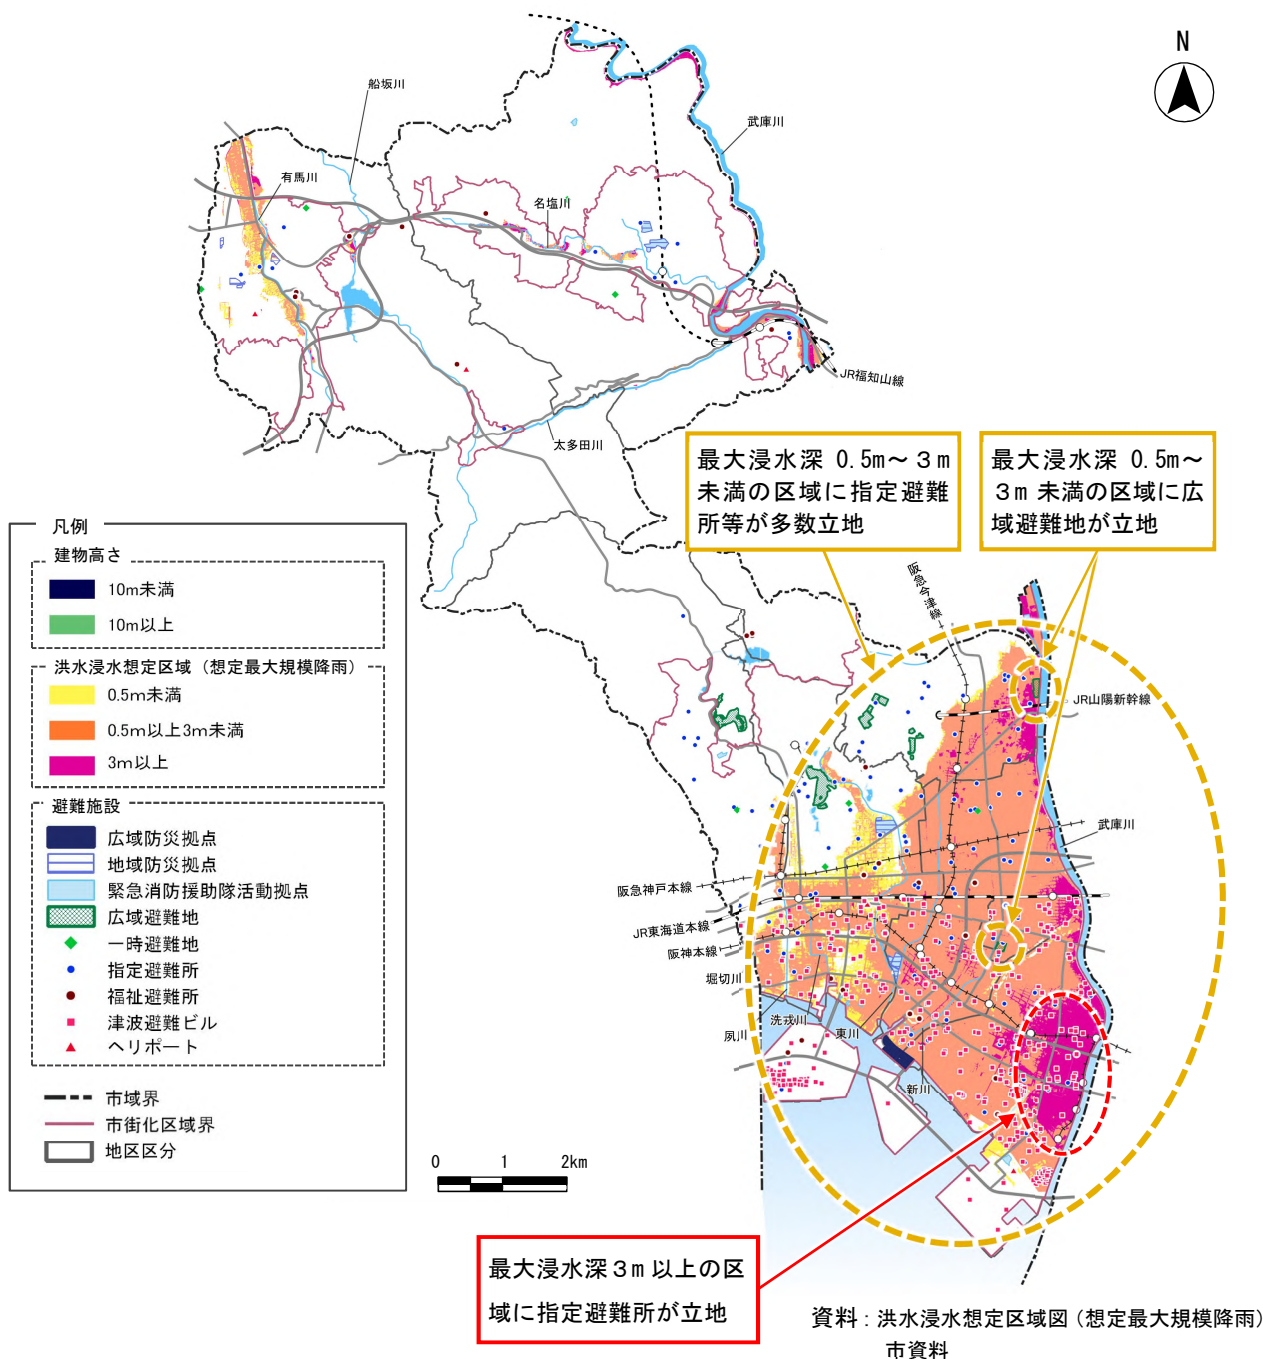 N
船坂川
武庫川
有馬川
名塩川
JR福知山線
太多田川
最大浸水深 0.5m～３m
未満の区域に指定避難
所等が多数立地
最大浸水深 0.5m～
３m 未満の区域に広
域避難地が立地
凡例
建物高さ
10m未満
10m以上
洪水浸水想定区域（想定最大規模降雨）
0.5m未満
0.5m以上3m未満
3m以上
避難施設
広域防災拠点
地域防災拠点
緊急消防援助隊活動拠点
広域避難地
一時避難地
指定避難所
福祉避難所
津波避難ビル
ヘリポート
市域界
市街化区域界
地区区分
阪急今津線
JR山陽新幹線
武庫川
阪急神戸本線
JR東海道本線
阪神本線
堀切川
夙川
洗戎川
東川
新川
0 1 2km
最大浸水深３m 以上の区
域に指定避難所が立地
資料：洪水浸水想定区域図（想定最大規模降雨）
市資料